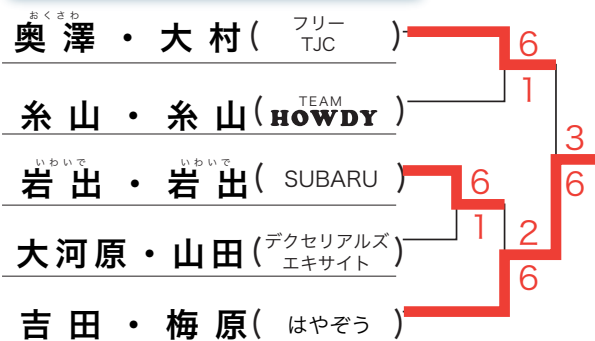 おくさわ
奥澤・大村(フリー TJC)
糸山・糸山(TEAM HOWDY)
いわいで いわいで
岩出・岩出(SUBARU)
大河原・山田(デクセリアルズ エキサイト)
吉田・梅原(はやぞう)
6
1
3
6
6
1
2
6